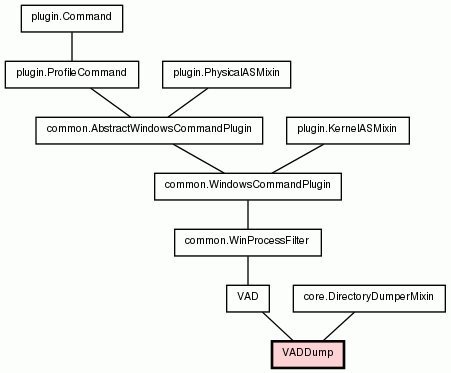 plugin.Command
plugin.ProfileCommand
plugin.PhysicalASMixin
common.AbstractWindowsCommandPlugin
plugin.KernelASMixin
common.WindowsCommandPlugin
common.WinProcessFilter
VAD
core.DirectoryDumperMixin
VADDump